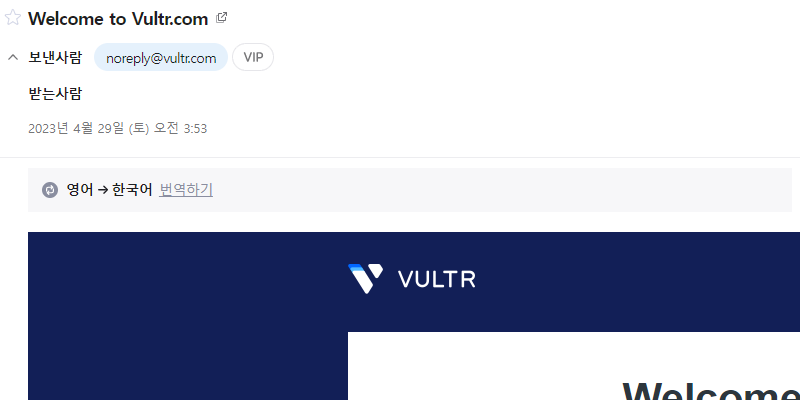 Welcome to Vultr.com
보낸사람 noreply@vultr.com VIP
받는사람
2023년 4월 29일 (토) 오전 3:53
영어 → 한국어 번역하기
VULTR
Welcome